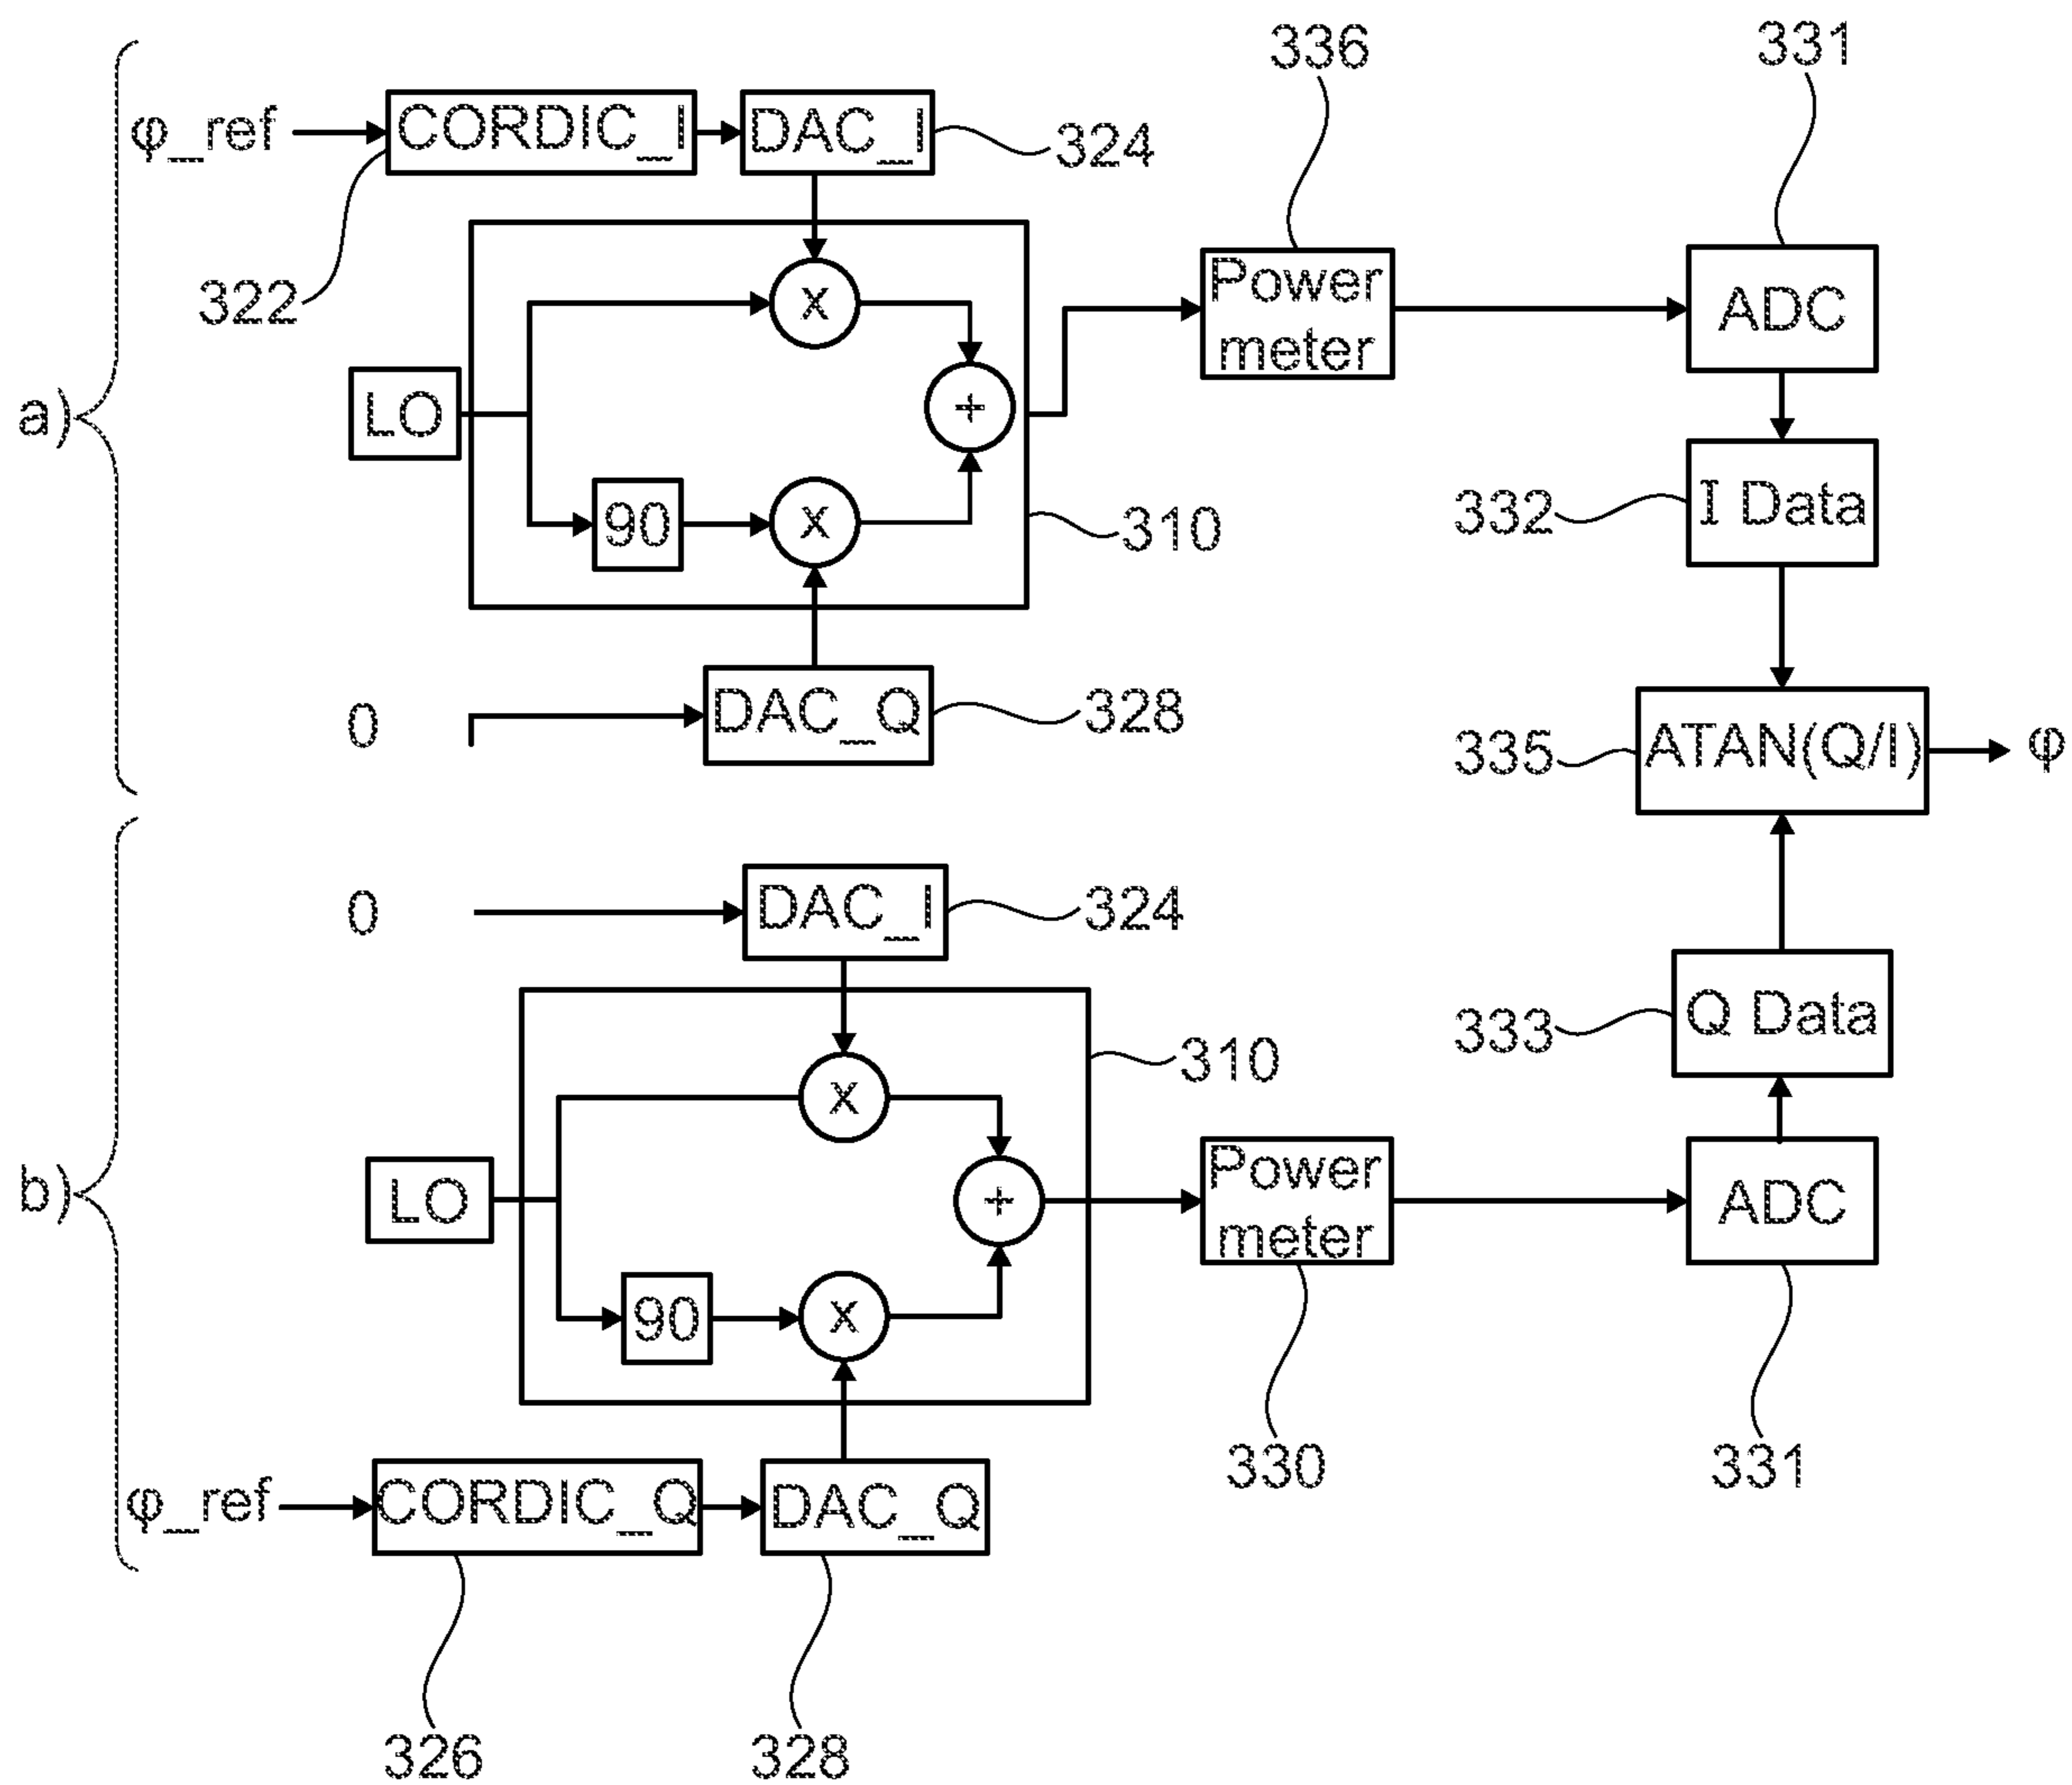 336
331
φ_ref
CORDIC_I
DAC_I
324
322
x
Power
meter
ADC
a)
LO
+
I Data
332
90
x
310
0
DAC_Q
328
335
ATAN(Q/I)
φ
0
DAC_I
324
333
Q Data
310
x
b)
LO
+
Power
meter
ADC
90
x
330
331
φ_ref
CORDIC_Q
DAC_Q
326
328